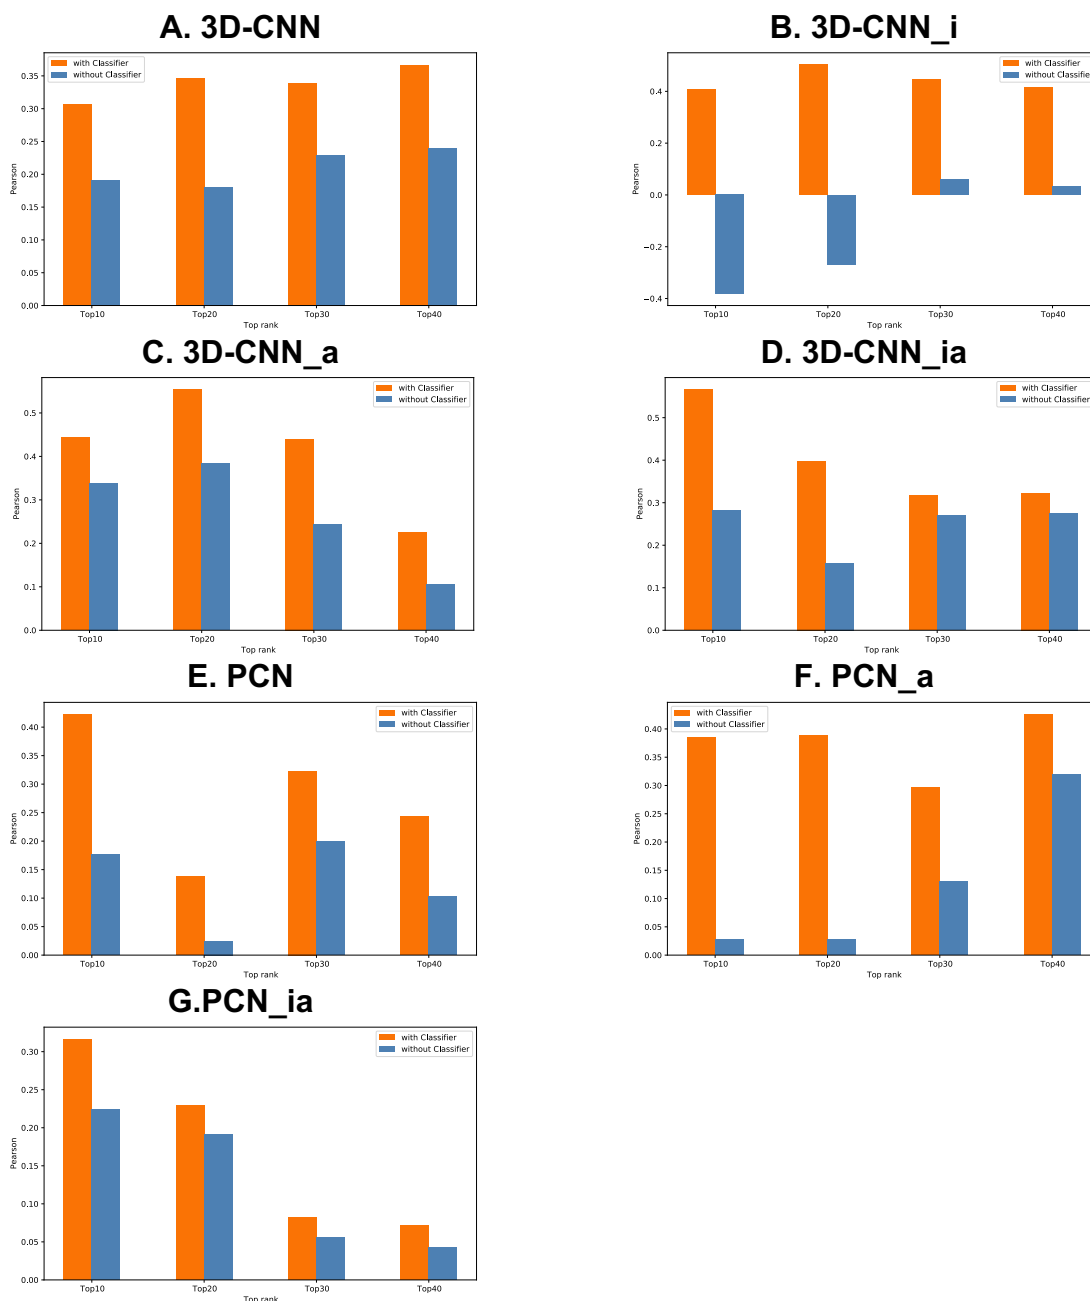 A. 3D-CNN
with Classifier
without Classifier
Pearson
0.35
0.30
0.25
0.20
0.15
0.10
0.05
0.00
Top10 Top20 Top30 Top40
Top rank
B. 3D-CNN_i
with Classifier
without Classifier
Pearson
0.4
0.2
0.0
−0.2
−0.4
Top10 Top20 Top30 Top40
Top rank
C. 3D-CNN_a
with Classifier
without Classifier
Pearson
0.5
0.4
0.3
0.2
0.1
0.0
Top10 Top20 Top30 Top40
Top rank
D. 3D-CNN_ia
with Classifier
without Classifier
Pearson
0.5
0.4
0.3
0.2
0.1
0.0
Top10 Top20 Top30 Top40
Top rank
E. PCN
with Classifier
without Classifier
Pearson
0.40
0.35
0.30
0.25
0.20
0.15
0.10
0.05
0.00
Top10 Top20 Top30 Top40
Top rank
F. PCN_a
with Classifier
without Classifier
Pearson
0.40
0.35
0.30
0.25
0.20
0.15
0.10
0.05
0.00
Top10 Top20 Top30 Top40
Top rank
G.PCN_ia
with Classifier
without Classifier
Pearson
0.30
0.25
0.20
0.15
0.10
0.05
0.00
Top10 Top20 Top30 Top40
Top rank